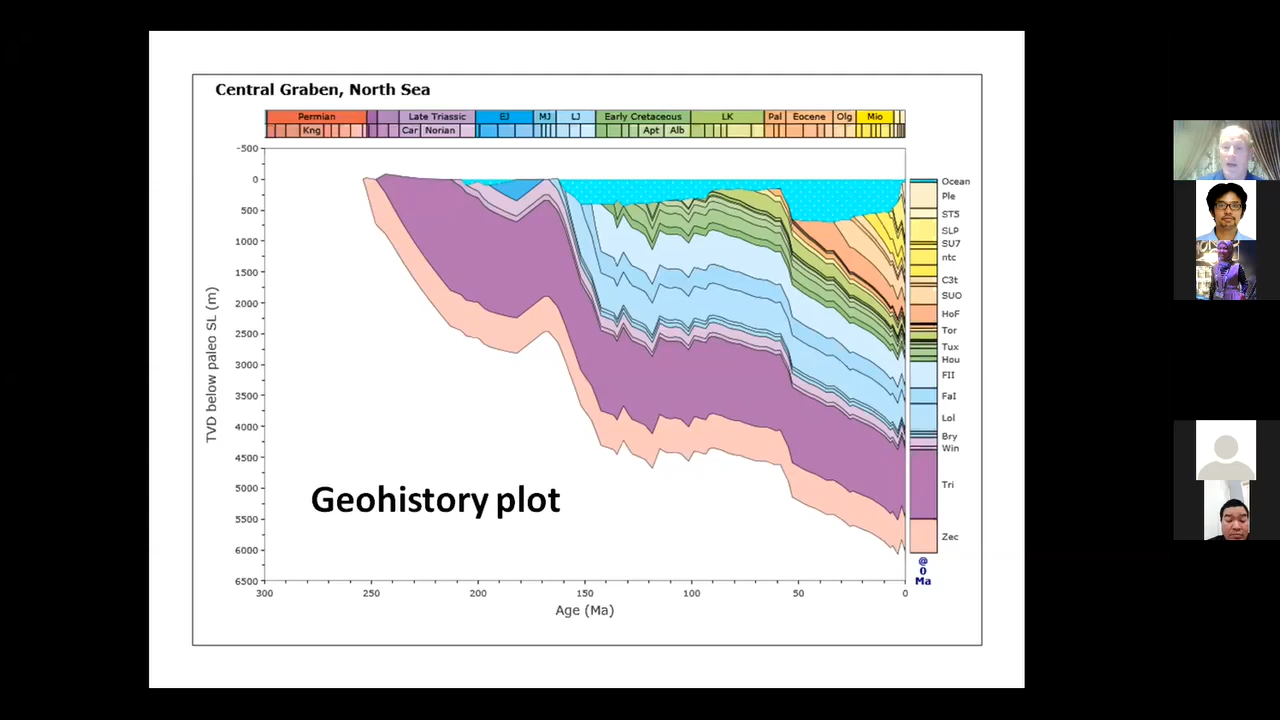 Central Graben, North Sea
Permian Late Triassic EJ MJ LJ Early Cretaceous LK Pal Eocene Olg Mio
Kng Car Norian Apt Alb
-500
0
500
1000
1500
2000
2500
3000
3500
4000
4500
5000
5500
6000
6500
TVD below paleo SL (m)
Geohistory plot
Ocean
Ple
ST5
SLP
SU7
ntc
C3t
SUO
HoF
Tor
Tux
Hou
FII
FaI
Lol
Bry
Win
Tri
Zec
@
0
Ma
300 250 200 150 100 50 0
Age (Ma)